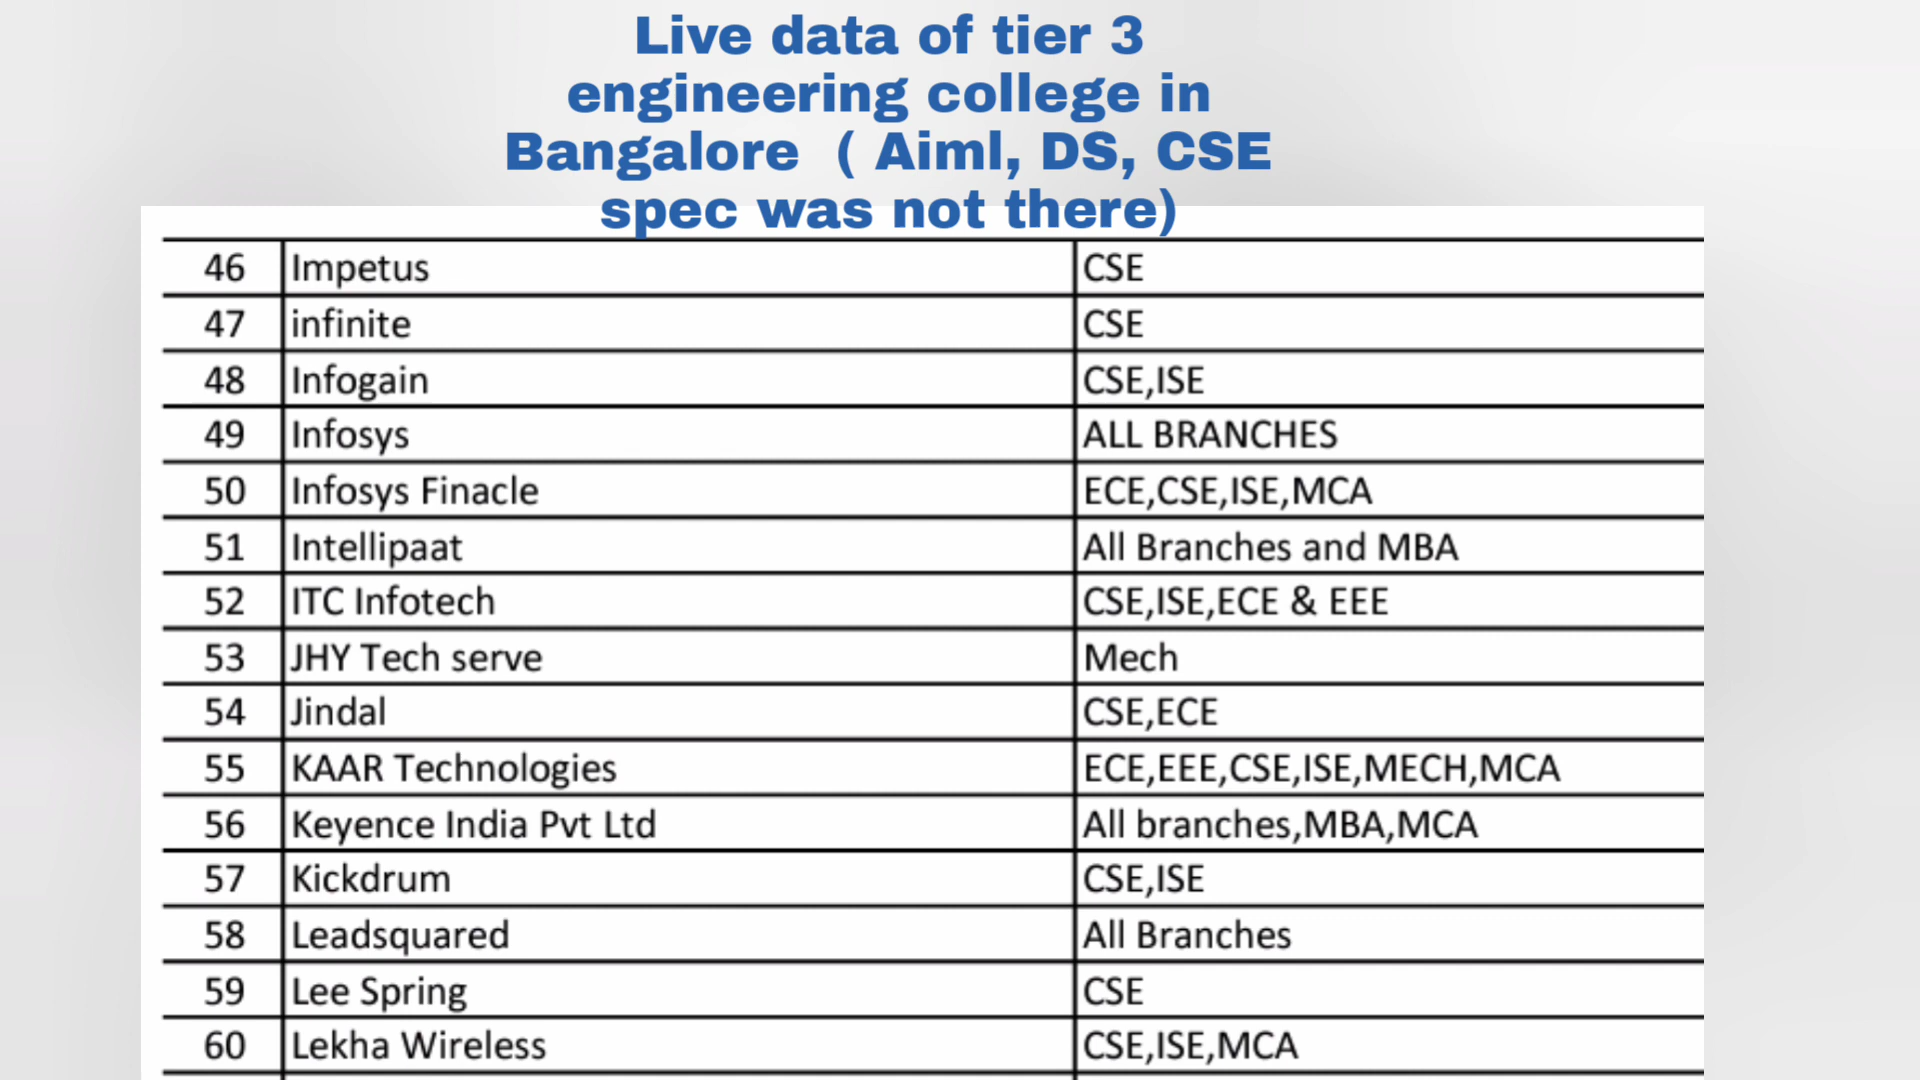 Live data of tier 3
engineering college in
Bangalore ( Aiml, DS, CSE
spec was not there)
46 Impetus CSE
47 infinite CSE
48 Infogain CSE,ISE
49 Infosys ALL BRANCHES
50 Infosys Finacle ECE,CSE,ISE,MCA
51 Intellipaat All Branches and MBA
52 ITC Infotech CSE,ISE,ECE & EEE
53 JHY Tech serve Mech
54 Jindal CSE,ECE
55 KAAR Technologies ECE,EEE,CSE,ISE,MECH,MCA
56 Keyence India Pvt Ltd All branches,MBA,MCA
57 Kickdrum CSE,ISE
58 Leadsquared All Branches
59 Lee Spring CSE
60 Lekha Wireless CSE,ISE,MCA